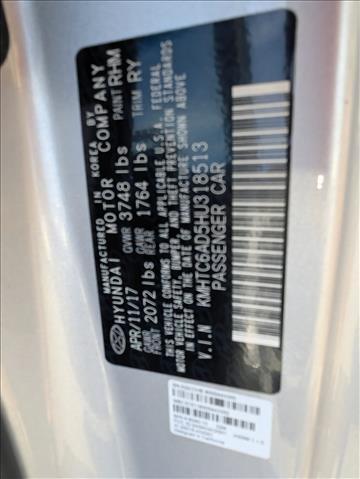 MANUFACTURED IN KOREA BY
HYUNDAI MOTOR COMPANY
APR/11/17 GVWR 3748 lbs PAINT RHM
GAWR FRONT 2072 lbs GAWR REAR 1764 lbs TRIM RY
THIS VEHICLE CONFORMS TO ALL APPLICABLE U.S.A. FEDERAL
MOTOR VEHICLE SAFETY, BUMPER, AND THEFT PREVENTION STANDARDS
IN EFFECT ON THE DATE OF MANUFACTURE SHOWN ABOVE.
V.I.N KMHTC6AD5HU318513
PASSENGER CAR